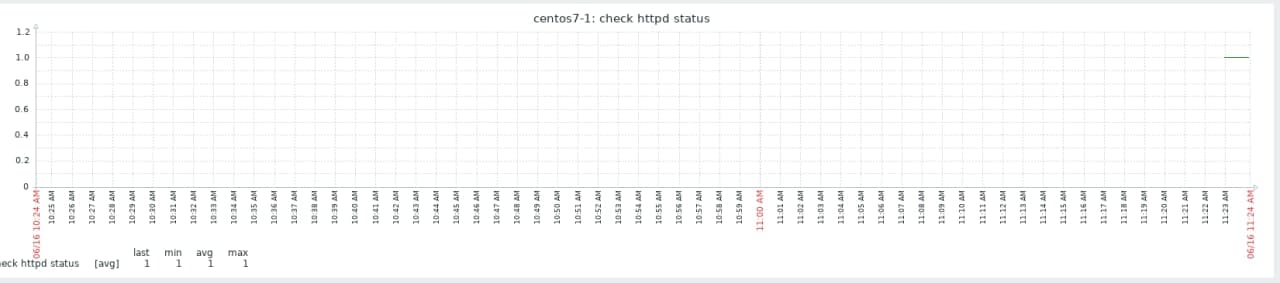 centos7-1: check httpd status
1.2
1.0
0.8
0.6
0.4
0.2
0
06/16 10:24 AM
10:25 AM
10:26 AM
10:27 AM
10:28 AM
10:29 AM
10:30 AM
10:31 AM
10:32 AM
10:33 AM
10:34 AM
10:35 AM
10:36 AM
10:37 AM
10:38 AM
10:39 AM
10:40 AM
10:41 AM
10:42 AM
10:43 AM
10:44 AM
10:45 AM
10:46 AM
10:47 AM
10:48 AM
10:49 AM
10:50 AM
10:51 AM
10:52 AM
10:53 AM
10:54 AM
10:55 AM
10:56 AM
10:57 AM
10:58 AM
10:59 AM
11:00 AM
11:01 AM
11:02 AM
11:03 AM
11:04 AM
11:05 AM
11:06 AM
11:07 AM
11:08 AM
11:09 AM
11:10 AM
11:11 AM
11:12 AM
11:13 AM
11:14 AM
11:15 AM
11:16 AM
11:17 AM
11:18 AM
11:19 AM
11:20 AM
11:21 AM
11:22 AM
11:23 AM
06/16 11:24 AM
last min avg max
eck httpd status [avg] 1 1 1 1